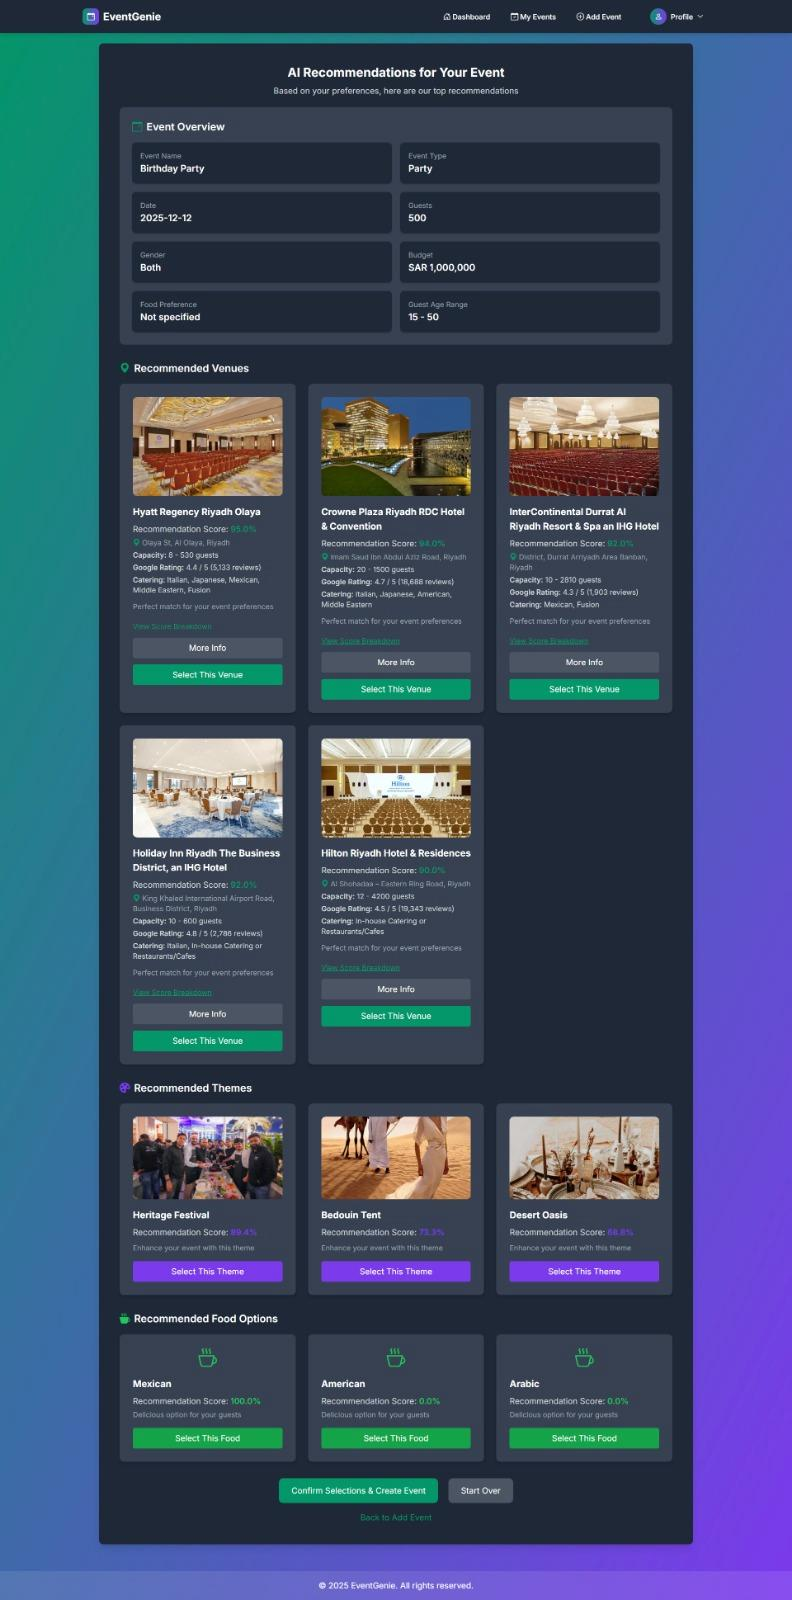 EventGenie
Dashboard
My Events
Add Event
Profile
AI Recommendations for Your Event
Based on your preferences, here are our top recommendations
Event Overview
Event Name
Birthday Party
Event Type
Party
Date
2025-12-12
Guests
500
Gender
Both
Budget
SAR 1,000,000
Food Preference
Not specified
Guest Age Range
15 - 50
Recommended Venues
Hyatt Regency Riyadh Olaya
Recommendation Score: 95.0%
Olaya St, Al Olaya, Riyadh
Capacity: 8 - 530 guests
Google Rating: 4.4 / 5 (5,133 reviews)
Catering: Italian, Japanese, Mexican,
Middle Eastern, Fusion
Perfect match for your event preferences
View Score Breakdown
More Info
Select This Venue
Crowne Plaza Riyadh RDC Hotel
& Convention
Recommendation Score: 94.0%
Imam Saud Ibn Abdul Aziz Road, Riyadh
Capacity: 20 - 1500 guests
Google Rating: 4.7 / 5 (18,688 reviews)
Catering: Italian, Japanese, American,
Middle Eastern
Perfect match for your event preferences
View Score Breakdown
More Info
Select This Venue
InterContinental Durrat Al
Riyadh Resort & Spa an IHG Hotel
Recommendation Score: 92.0%
District, Durrat Arriyadh Area Banban,
Riyadh
Capacity: 10 - 2810 guests
Google Rating: 4.3 / 5 (1,903 reviews)
Catering: Mexican, Fusion
Perfect match for your event preferences
View Score Breakdown
More Info
Select This Venue
Holiday Inn Riyadh The Business
District, an IHG Hotel
Recommendation Score: 92.0%
King Khaled International Airport Road,
Business District, Riyadh
Capacity: 10 - 600 guests
Google Rating: 4.8 / 5 (2,786 reviews)
Catering: Italian, In-house Catering or
Restaurants/Cafes
Perfect match for your event preferences
View Score Breakdown
More Info
Select This Venue
Hilton
Hilton Riyadh Hotel & Residences
Recommendation Score: 90.0%
Al Shohadaa – Eastern Ring Road, Riyadh
Capacity: 12 - 4200 guests
Google Rating: 4.5 / 5 (19,343 reviews)
Catering: In-house Catering or
Restaurants/Cafes
Perfect match for your event preferences
View Score Breakdown
More Info
Select This Venue
Recommended Themes
Heritage Festival
Recommendation Score: 89.4%
Enhance your event with this theme
Select This Theme
Bedouin Tent
Recommendation Score: 73.3%
Enhance your event with this theme
Select This Theme
Desert Oasis
Recommendation Score: 68.8%
Enhance your event with this theme
Select This Theme
Recommended Food Options
Mexican
Recommendation Score: 100.0%
Delicious option for your guests
Select This Food
American
Recommendation Score: 0.0%
Delicious option for your guests
Select This Food
Arabic
Recommendation Score: 0.0%
Delicious option for your guests
Select This Food
Confirm Selections & Create Event
Start Over
Back to Add Event
© 2025 EventGenie. All rights reserved.